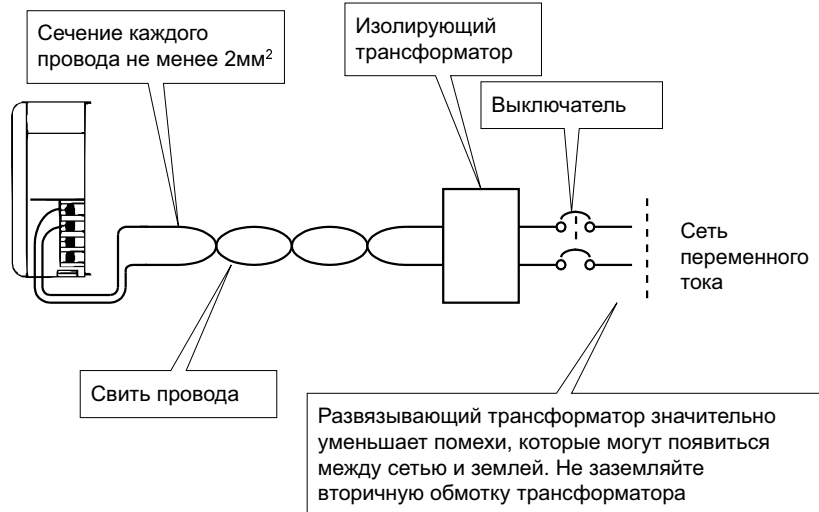 Сечение каждого
провода не менее 2мм²
Изолирующий
трансформатор
Выключатель
Сеть
переменного
тока
Свить провода
Развязывающий трансформатор значительно
уменьшает помехи, которые могут появиться
между сетью и землей. Не заземляйте
вторичную обмотку трансформатора